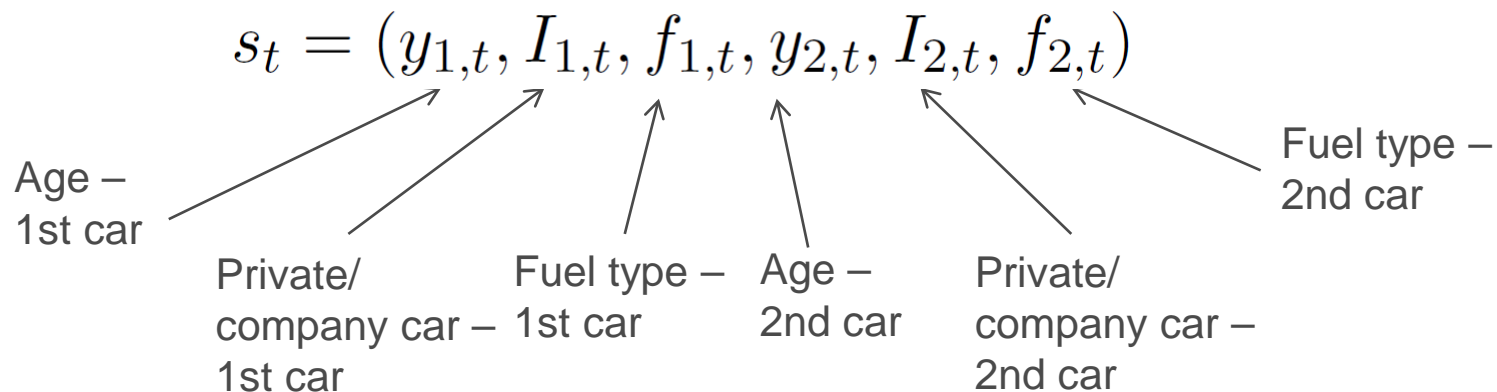 s_t = (y_{1,t}, I_{1,t}, f_{1,t}, y_{2,t}, I_{2,t}, f_{2,t})
Age –
1st car
Private/
company car –
1st car
Fuel type –
1st car
Age –
2nd car
Private/
company car –
2nd car
Fuel type –
2nd car